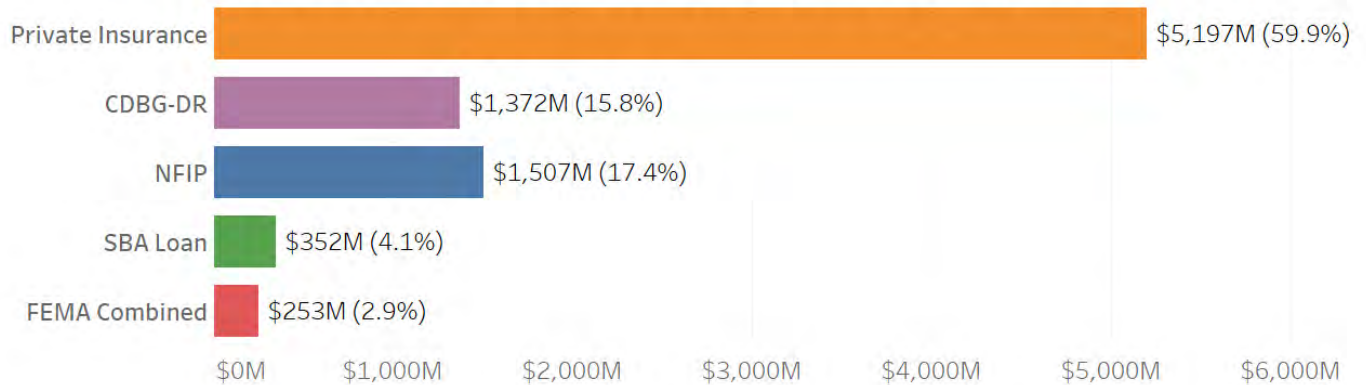 Private Insurance $5,197M (59.9%)
CDBG-DR $1,372M (15.8%)
NFIP $1,507M (17.4%)
SBA Loan $352M (4.1%)
FEMA Combined $253M (2.9%)
$0M $1,000M $2,000M $3,000M $4,000M $5,000M $6,000M